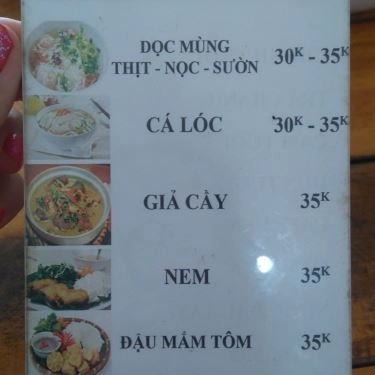 DỌC MÙNG
THỊT - NỌC - SƯỜN 30K - 35K
CÁ LÓC 30K - 35K
GIẢ CẦY 35K
NEM 35K
ĐẬU MẮM TÔM 35K